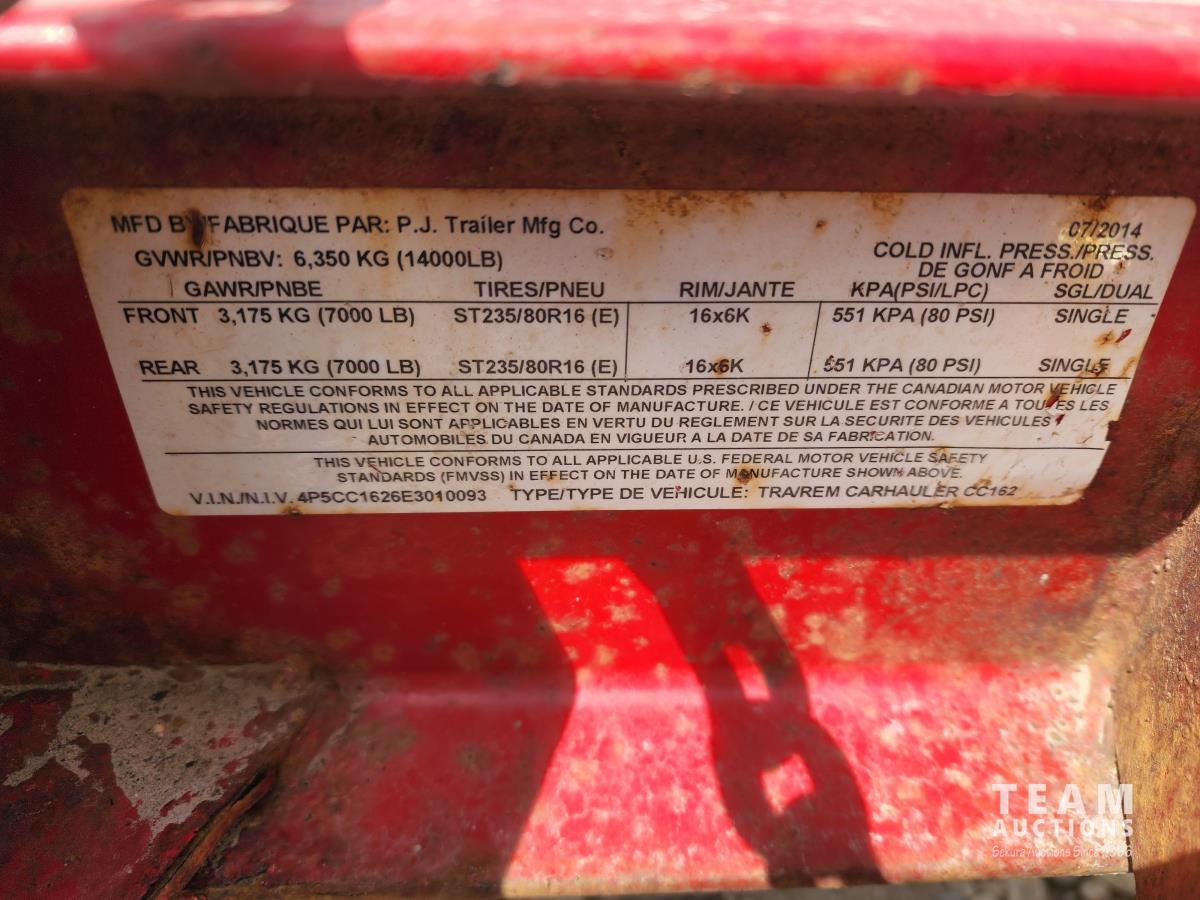 MFD BY/FABRIQUE PAR: P.J. Trailer Mfg Co. 07/2014
GVWR/PNBV: 6,350 KG (14000LB) COLD INFL. PRESS./PRESS.
DE GONF A FROID
GAWR/PNBE TIRES/PNEU RIM/JANTE KPA(PSI/LPC) SGL/DUAL
FRONT 3,175 KG (7000 LB) ST235/80R16 (E) 16x6K 551 KPA (80 PSI) SINGLE
REAR 3,175 KG (7000 LB) ST235/80R16 (E) 16x6K 551 KPA (80 PSI) SINGLE
THIS VEHICLE CONFORMS TO ALL APPLICABLE STANDARDS PRESCRIBED UNDER THE CANADIAN MOTOR VEHICLE
SAFETY REGULATIONS IN EFFECT ON THE DATE OF MANUFACTURE. / CE VEHICULE EST CONFORME A TOUTES LES
NORMES QUI LUI SONT APPLICABLES EN VERTU DU REGLEMENT SUR LA SECURITE DES VEHICULES
AUTOMOBILES DU CANADA EN VIGUEUR A LA DATE DE SA FABRICATION.
THIS VEHICLE CONFORMS TO ALL APPLICABLE U.S. FEDERAL MOTOR VEHICLE SAFETY
STANDARDS (FMVSS) IN EFFECT ON THE DATE OF MANUFACTURE SHOWN ABOVE.
V.I.N./N.I.V. 4P5CC1626E3010093 TYPE/TYPE DE VEHICULE: TRA/REM CARHAULER CC162
TEAM
AUCTIONS
Sekura Auctions Since 1966